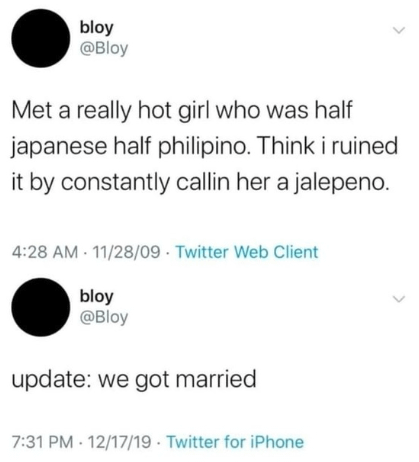 bloy
@Bloy
Met a really hot girl who was half
japanese half philipino. Think i ruined
it by constantly callin her a jalepeno.
4:28 AM · 11/28/09 · Twitter Web Client
bloy
@Bloy
update: we got married
7:31 PM · 12/17/19 · Twitter for iPhone